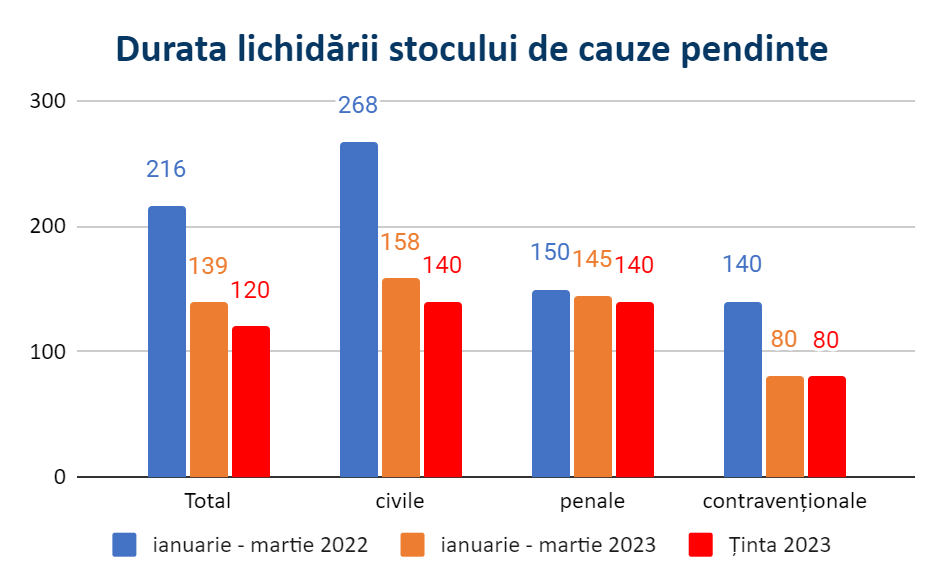 Durata lichidării stocului de cauze pendinte
300
268
216
200
158
150
145
140
140
140
139
120
100
80
80
0
Total
civile
penale
contravenționale
ianuarie - martie 2022
ianuarie - martie 2023
Ținta 2023